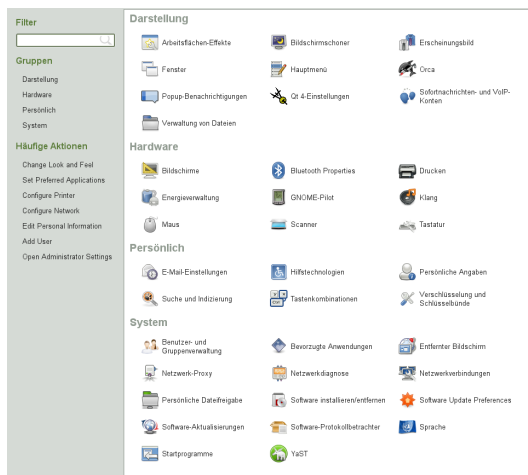 Filter
Gruppen
Darstellung
Hardware
Persönlich
System
Häufige Aktionen
Change Look and Feel
Set Preferred Applications
Configure Printer
Configure Network
Edit Personal Information
Add User
Open Administrator Settings
Darstellung
Arbeitsflächen-Effekte
Bildschirmschoner
Erscheinungsbild
Fenster
Hauptmenü
Orca
Popup-Benachrichtigungen
Qt 4-Einstellungen
Sofortnachrichten- und VoIP-
Konten
Verwaltung von Dateien
Hardware
Bildschirme
Bluetooth Properties
Drucken
Energieverwaltung
GNOME-Pilot
Klang
Maus
Scanner
Tastatur
Persönlich
E-Mail-Einstellungen
Hilfstechnologien
Persönliche Angaben
Suche und Indizierung
Tastenkombinationen
Verschlüsselung und
Schlüsselbünde
System
Benutzer- und
Gruppenverwaltung
Bevorzugte Anwendungen
Entfernter Bildschirm
Netzwerk-Proxy
Netzwerkdiagnose
Netzwerkverbindungen
Persönliche Dateifreigabe
Software installieren/entfernen
Software Update Preferences
Software-Aktualisierungen
Software-Protokollbetrachter
Sprache
Startprogramme
YaST